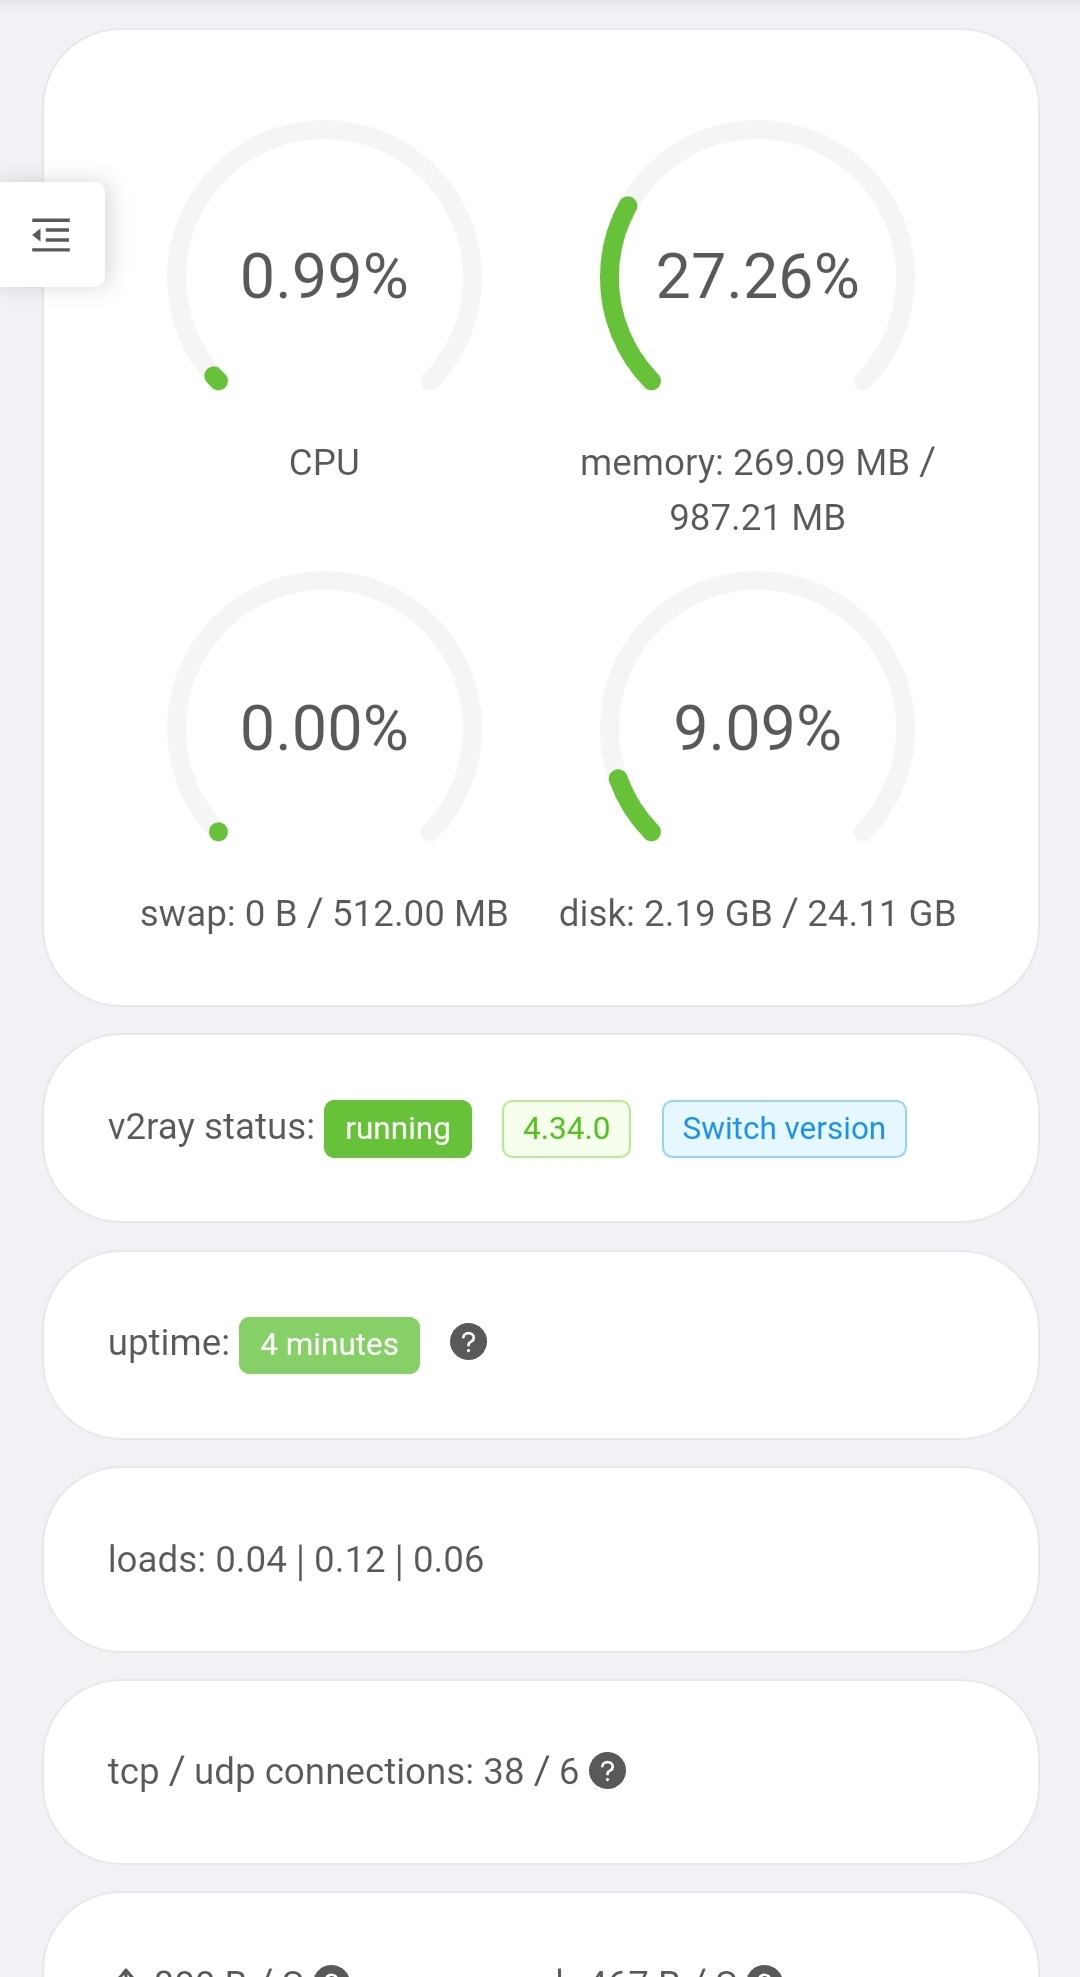 0.99%
27.26%
CPU
memory: 269.09 MB /
987.21 MB
0.00%
9.09%
swap: 0 B / 512.00 MB
disk: 2.19 GB / 24.11 GB
v2ray status: running 4.34.0 Switch version
uptime: 4 minutes ?
loads: 0.04 | 0.12 | 0.06
tcp / udp connections: 38 / 6 ?